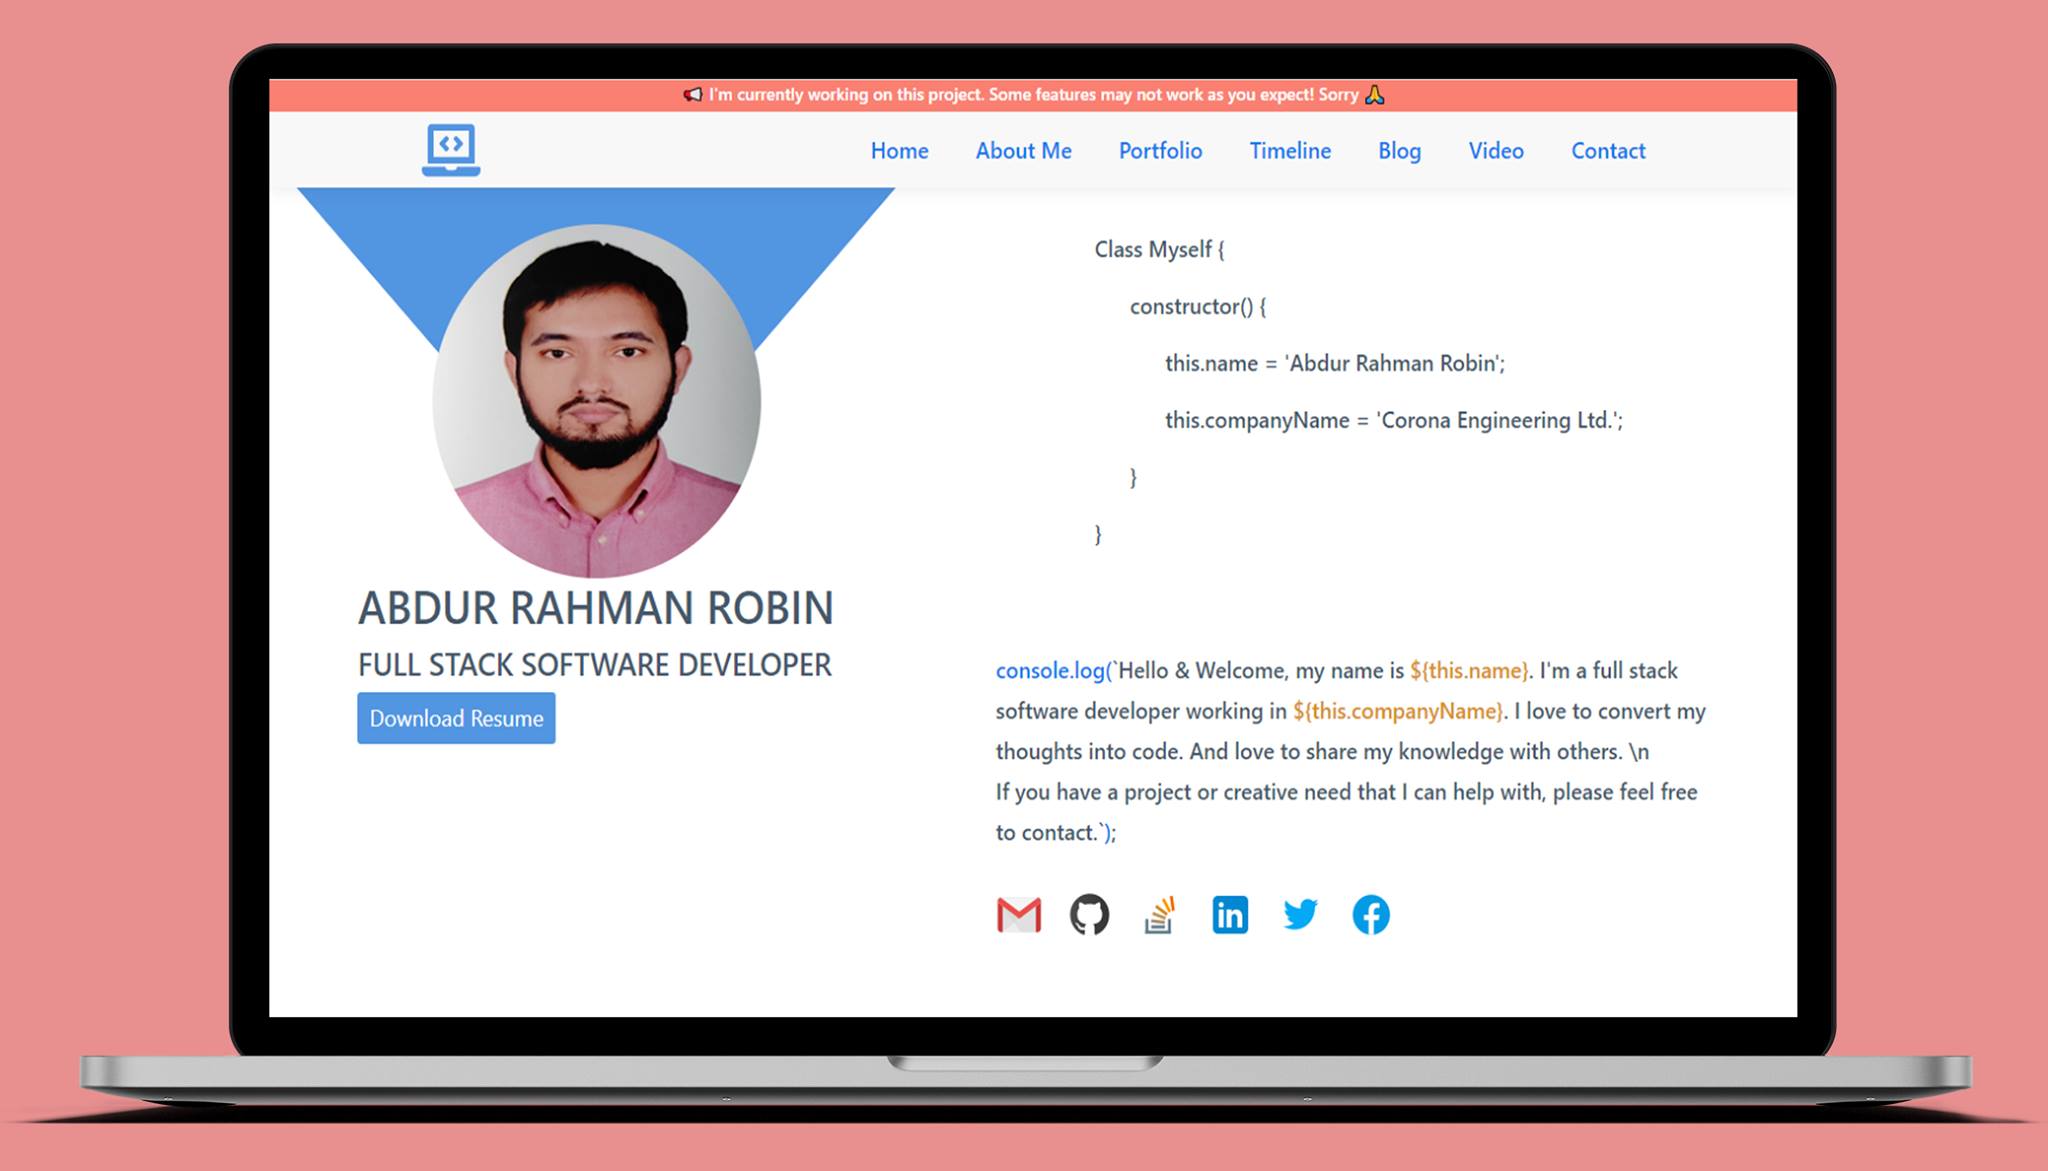 📢 I'm currently working on this project. Some features may not work as you expect! Sorry 🙏
Home About Me Portfolio Timeline Blog Video Contact
ABDUR RAHMAN ROBIN
FULL STACK SOFTWARE DEVELOPER
Download Resume
Class Myself {
constructor() {
this.name = 'Abdur Rahman Robin';
this.companyName = 'Corona Engineering Ltd.';
}
}
console.log(`Hello & Welcome, my name is ${this.name}. I'm a full stack
software developer working in ${this.companyName}. I love to convert my
thoughts into code. And love to share my knowledge with others. \n
If you have a project or creative need that I can help with, please feel free
to contact.`);
in